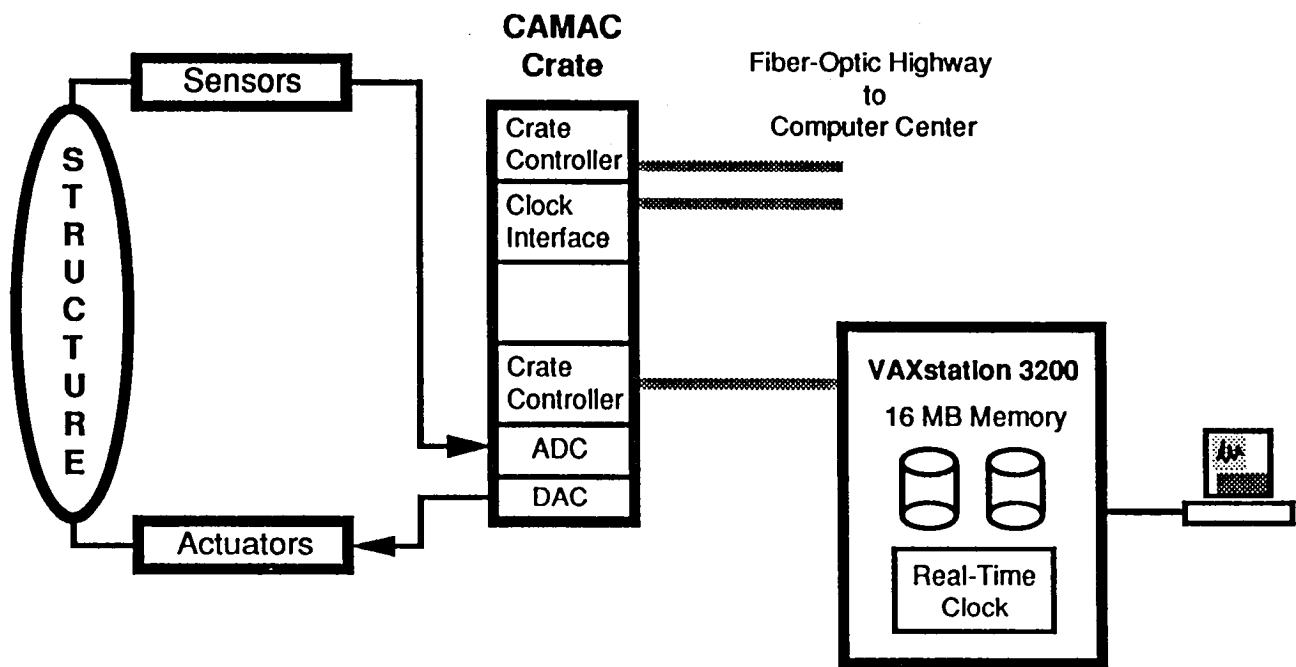 CAMAC
Crate
Sensors
Fiber-Optic Highway
to
Computer Center
STRUCTURE
Crate
Controller
Clock
Interface
Crate
Controller
ADC
DAC
Actuators
VAXstation 3200
16 MB Memory
Real-Time
Clock